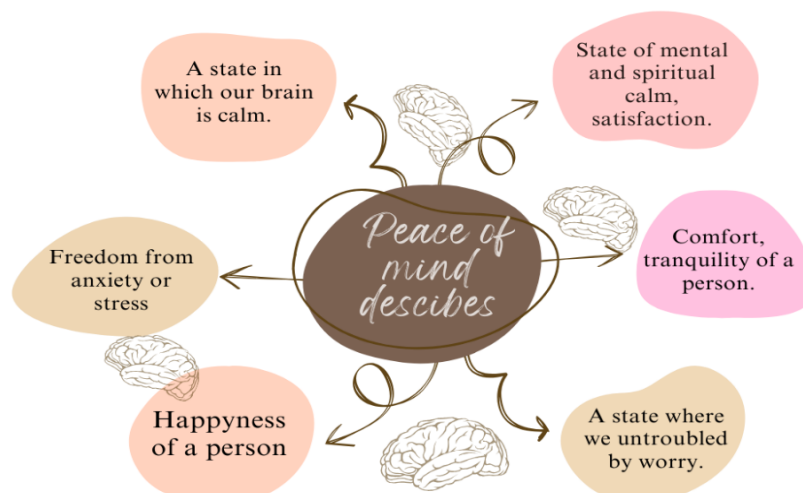 A state in
which our brain
is calm.
State of mental
and spiritual
calm,
satisfaction.
Peace of
mind
descibes
Freedom from
anxiety or
stress
Comfort,
tranquility of a
person.
Happyness
of a person
A state where
we untroubled
by worry.